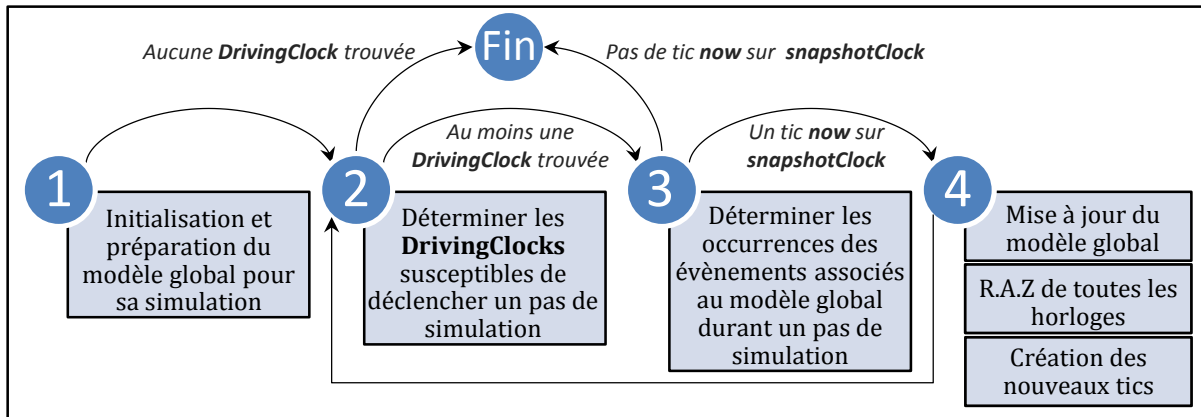 Aucune DrivingClock trouvée
Fin
Pas de tic now sur snapshotClock
Au moins une
DrivingClock trouvée
Un tic now sur
snapshotClock
1
Initialisation et
préparation du
modèle global pour
sa simulation
2
Déterminer les
DrivingClocks
susceptibles de
déclencher un pas de
simulation
3
Déterminer les
occurrences des
évènements associés
au modèle global
durant un pas de
simulation
4
Mise à jour du
modèle global
R.A.Z de toutes les
horloges
Création des
nouveaux tics